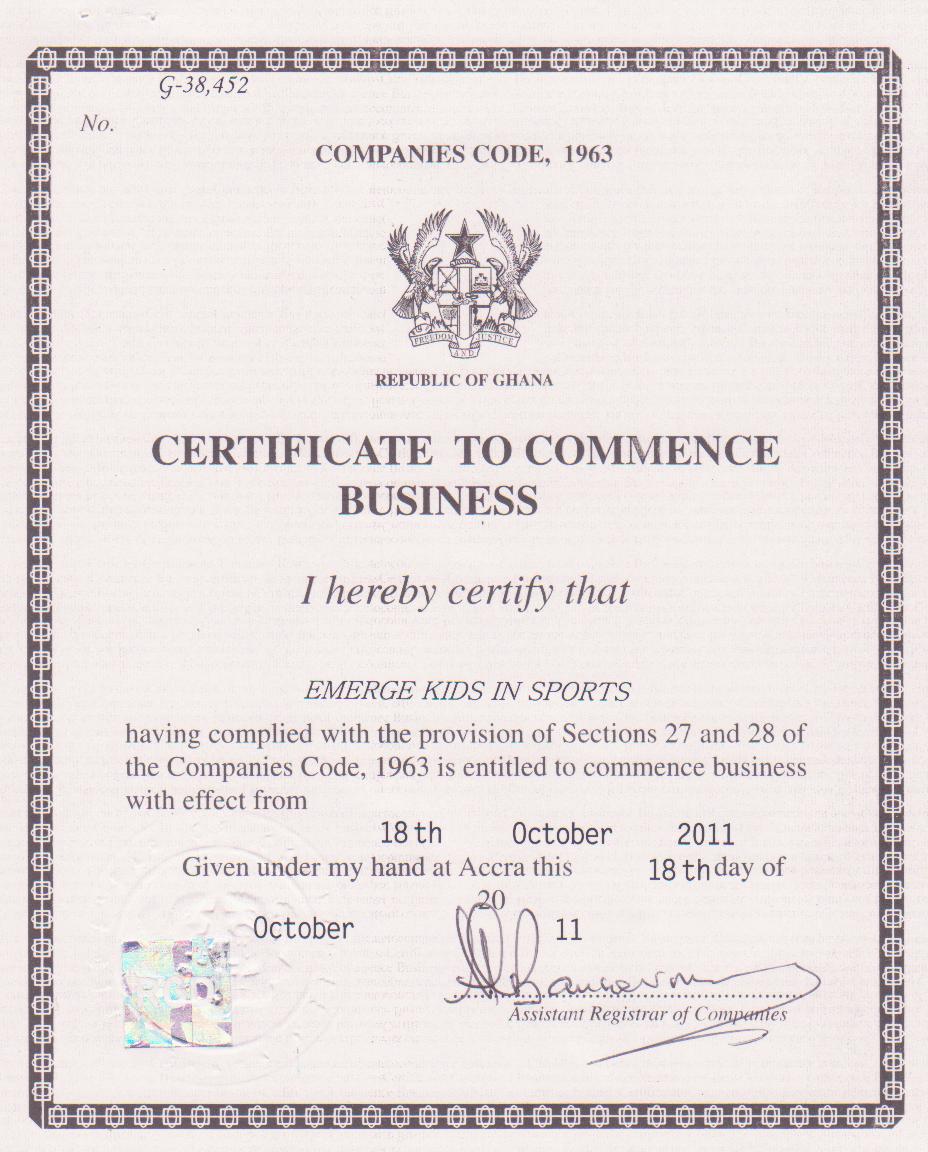 G-38,452
No.
COMPANIES CODE, 1963
FREEDOM AND JUSTICE
REPUBLIC OF GHANA
CERTIFICATE TO COMMENCE
BUSINESS
I hereby certify that
EMERGE KIDS IN SPORTS
having complied with the provision of Sections 27 and 28 of
the Companies Code, 1963 is entitled to commence business
with effect from
18th October 2011
Given under my hand at Accra this 18th day of
October 20 11
RGD
Assistant Registrar of Companies